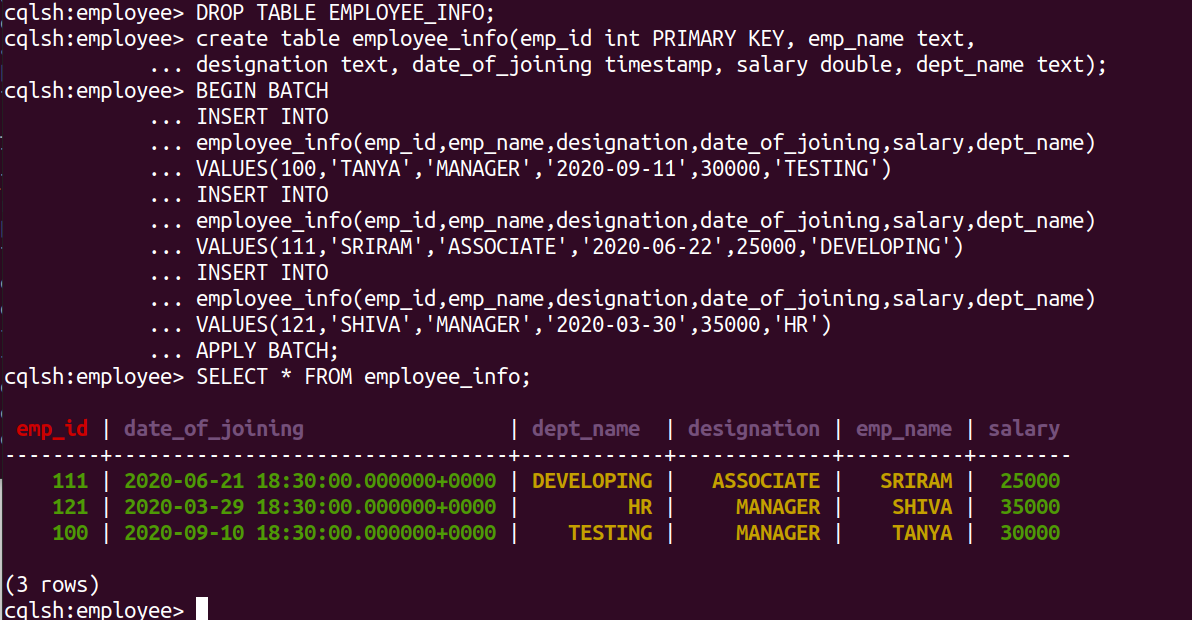 cqlsh:employee> DROP TABLE EMPLOYEE_INFO;
cqlsh:employee> create table employee_info(emp_id int PRIMARY KEY, emp_name text,
            ... designation text, date_of_joining timestamp, salary double, dept_name text);
cqlsh:employee> BEGIN BATCH
            ... INSERT INTO
            ... employee_info(emp_id,emp_name,designation,date_of_joining,salary,dept_name)
            ... VALUES(100,'TANYA','MANAGER','2020-09-11',30000,'TESTING')
            ... INSERT INTO
            ... employee_info(emp_id,emp_name,designation,date_of_joining,salary,dept_name)
            ... VALUES(111,'SRIRAM','ASSOCIATE','2020-06-22',25000,'DEVELOPING')
            ... INSERT INTO
            ... employee_info(emp_id,emp_name,designation,date_of_joining,salary,dept_name)
            ... VALUES(121,'SHIVA','MANAGER','2020-03-30',35000,'HR')
            ... APPLY BATCH;
cqlsh:employee> SELECT * FROM employee_info;

 emp_id | date_of_joining                 | dept_name  | designation | emp_name | salary
--------+---------------------------------+------------+-------------+----------+--------
    111 | 2020-06-21 18:30:00.000000+0000 | DEVELOPING |   ASSOCIATE |   SRIRAM |  25000
    121 | 2020-03-29 18:30:00.000000+0000 |         HR |     MANAGER |    SHIVA |  35000
    100 | 2020-09-10 18:30:00.000000+0000 |    TESTING |     MANAGER |    TANYA |  30000

(3 rows)
cqlsh:employee>